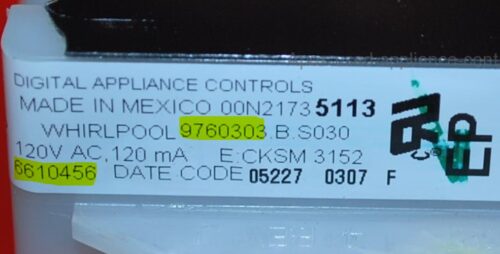 DIGITAL APPLIANCE CONTROLS
MADE IN MEXICO 00N2173 5113
WHIRLPOOL 9760303.B.S030
120V AC, 120 mA E:CKSM 3152
6610456 DATE CODE 05227 0307 F
EP